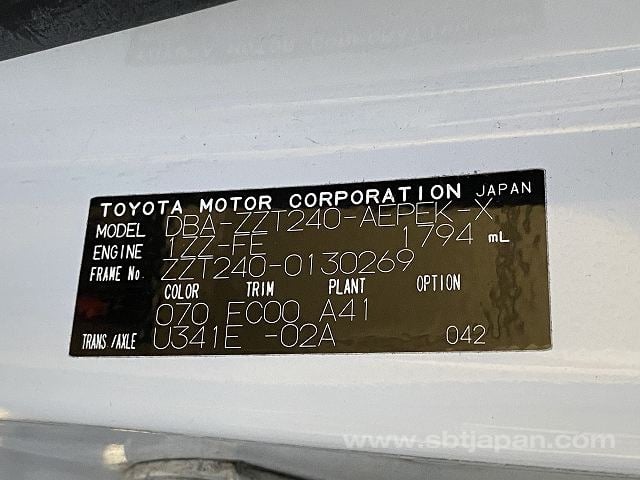 TOYOTA MOTOR CORPORATION JAPAN
MODEL DBA-ZZT240-AEPEK-X
ENGINE 1ZZ-FE 1794 mL
FRAME No. ZZT240-0130269
COLOR TRIM PLANT OPTION
070 FC00 A41
TRANS/AXLE U341E -02A 042
www.sbtjapan.com